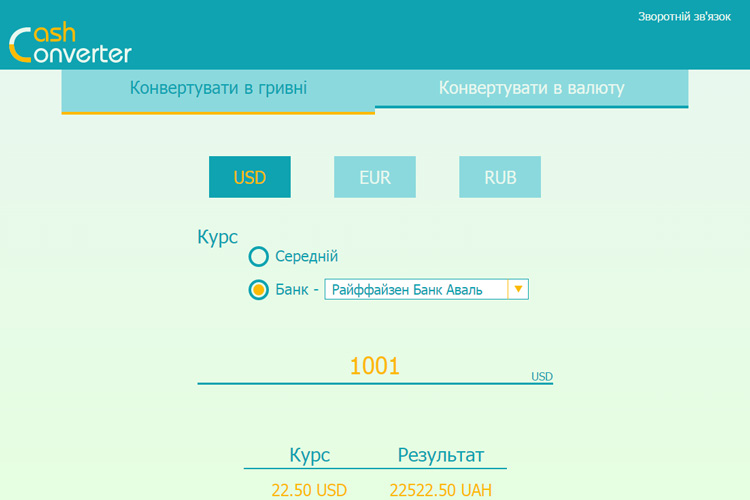 Зворотній зв'язок
Cash
Converter
Конвертувати в гривні
Конвертувати в валюту
USD
EUR
RUB
Курс
Середній
Банк - Райффайзен Банк Аваль
1001
USD
Курс Результат
22.50 USD 22522.50 UAH